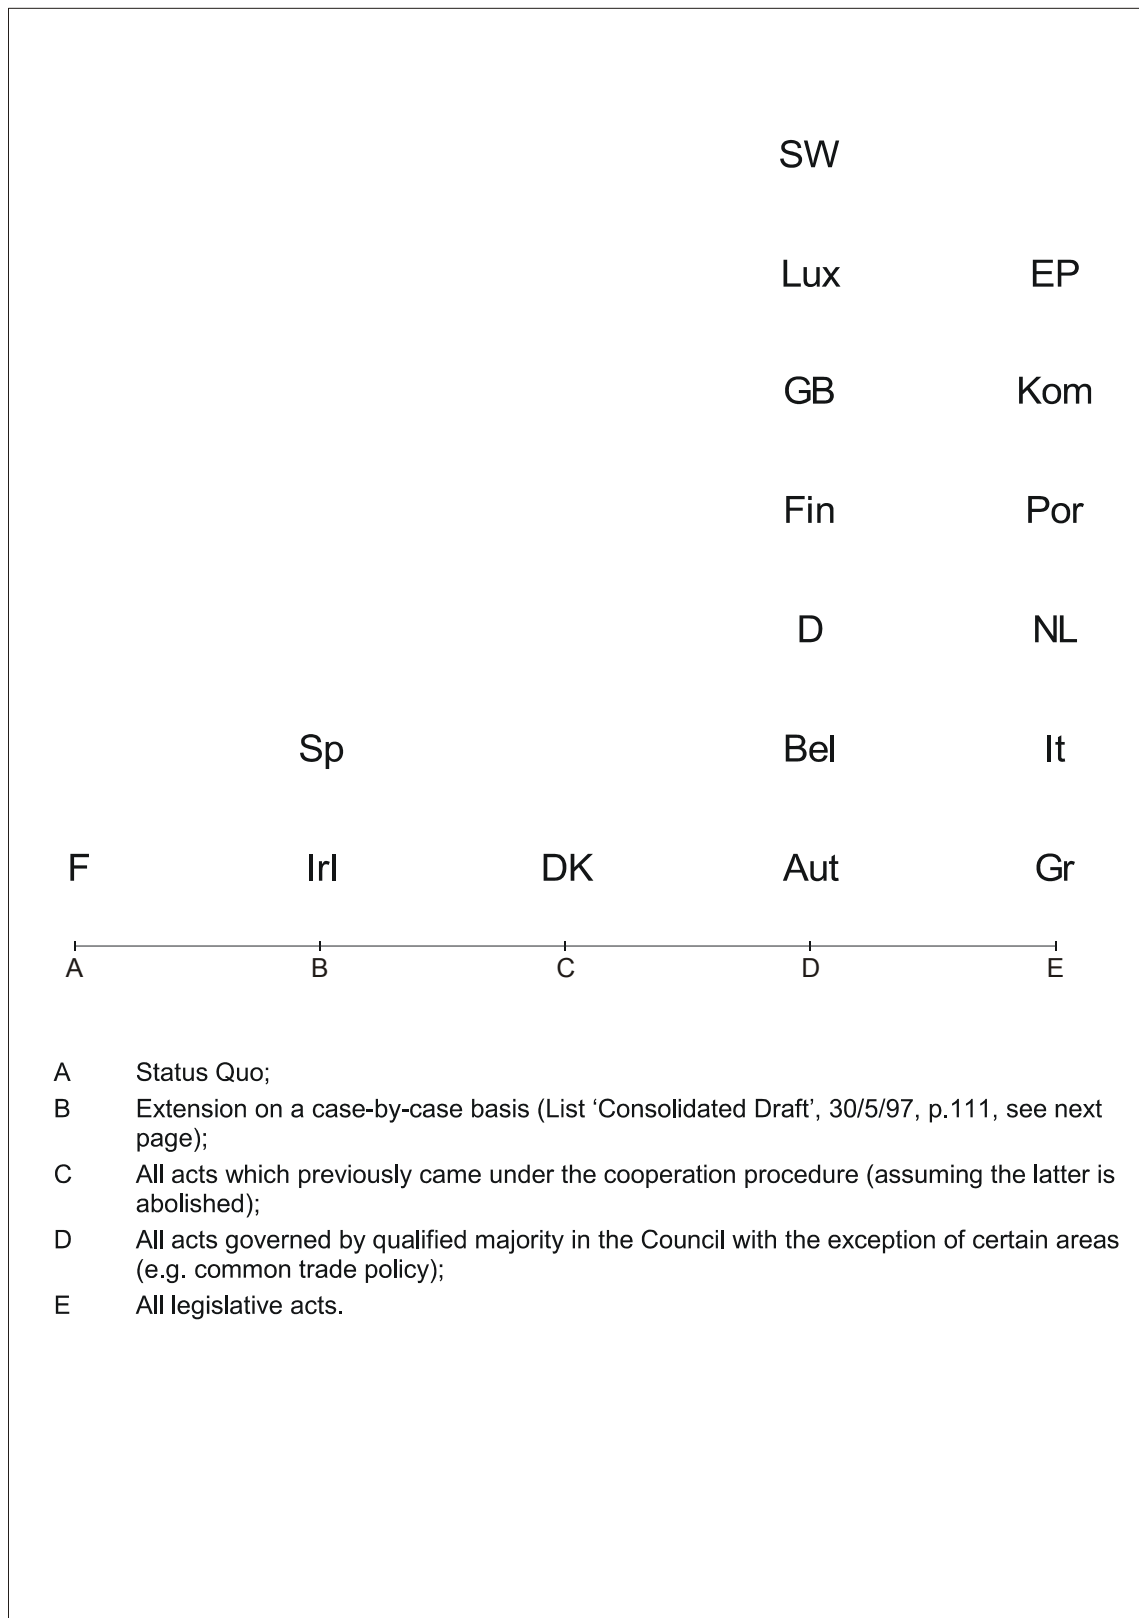 SW
Lux EP
GB Kom
Fin Por
D NL
Sp Bel It
F Irl DK Aut Gr
A B C D E
A Status Quo;
B Extension on a case-by-case basis (List ‘Consolidated Draft’, 30/5/97, p.111, see next
page);
C All acts which previously came under the cooperation procedure (assuming the latter is
abolished);
D All acts governed by qualified majority in the Council with the exception of certain areas
(e.g. common trade policy);
E All legislative acts.